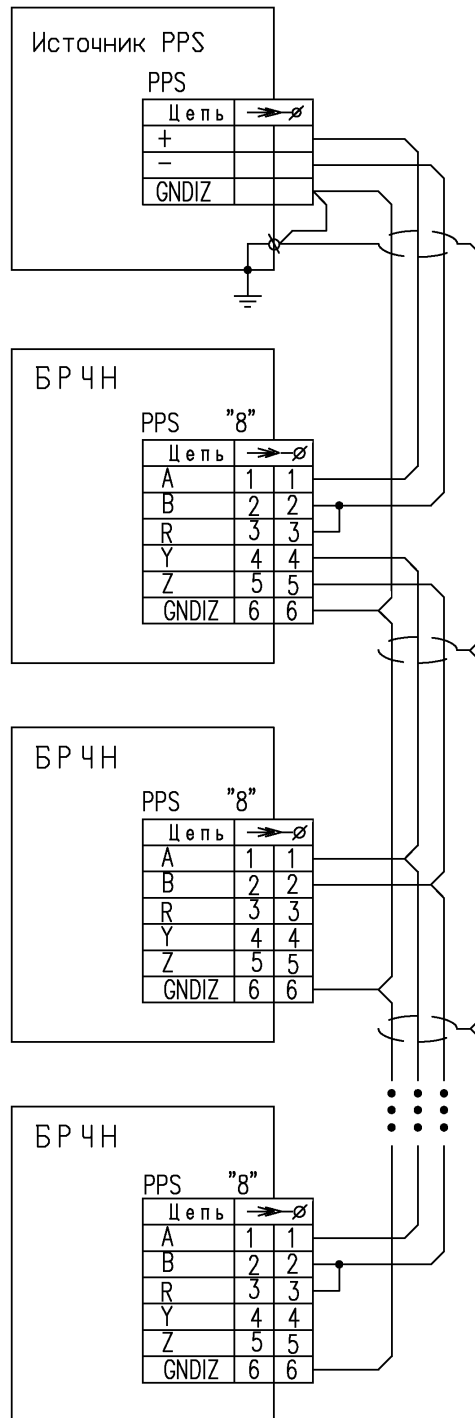 Источник PPS
PPS
Цепь
+
−
GNDIZ
БРЧН
PPS "8"
Цепь
A 1 1
B 2 2
R 3 3
Y 4 4
Z 5 5
GNDIZ 6 6
БРЧН
PPS "8"
Цепь
A 1 1
B 2 2
R 3 3
Y 4 4
Z 5 5
GNDIZ 6 6
БРЧН
PPS "8"
Цепь
A 1 1
B 2 2
R 3 3
Y 4 4
Z 5 5
GNDIZ 6 6